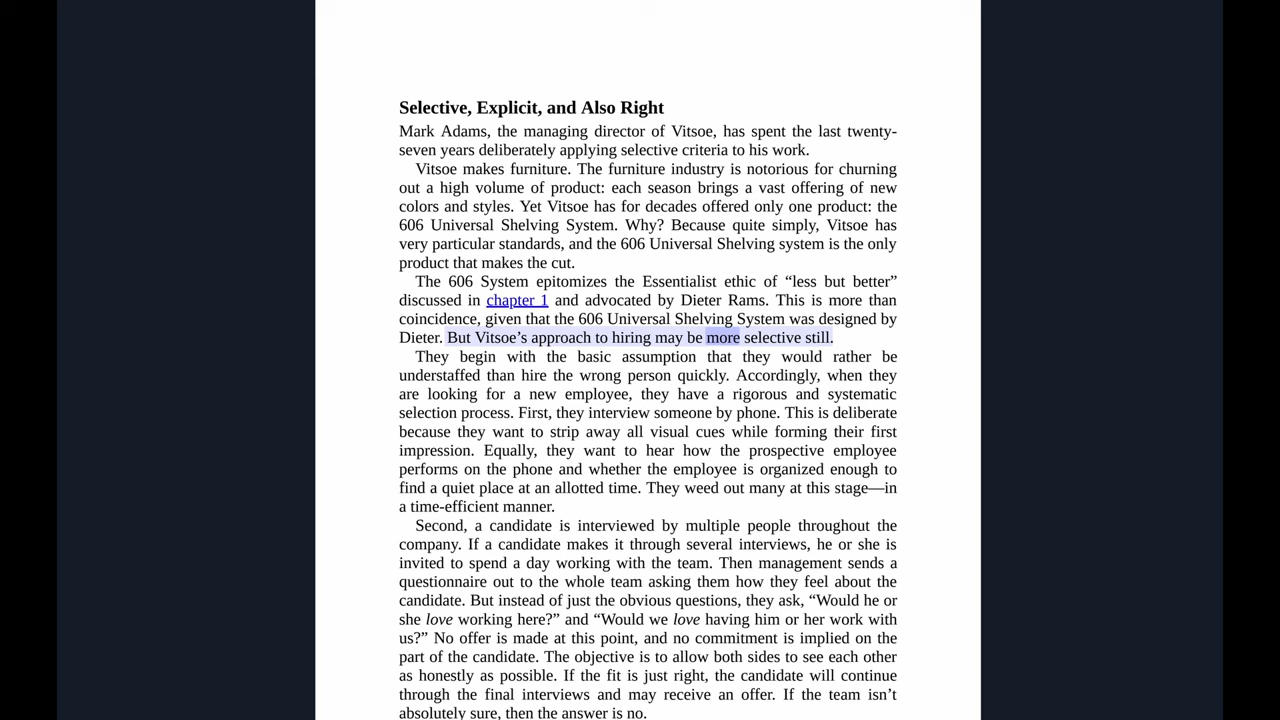 Selective, Explicit, and Also Right
Mark Adams, the managing director of Vitsoe, has spent the last twenty-
seven years deliberately applying selective criteria to his work.
Vitsoe makes furniture. The furniture industry is notorious for churning
out a high volume of product: each season brings a vast offering of new
colors and styles. Yet Vitsoe has for decades offered only one product: the
606 Universal Shelving System. Why? Because quite simply, Vitsoe has
very particular standards, and the 606 Universal Shelving system is the only
product that makes the cut.
The 606 System epitomizes the Essentialist ethic of “less but better”
discussed in chapter 1 and advocated by Dieter Rams. This is more than
coincidence, given that the 606 Universal Shelving System was designed by
Dieter. But Vitsoe’s approach to hiring may be more selective still.
They begin with the basic assumption that they would rather be
understaffed than hire the wrong person quickly. Accordingly, when they
are looking for a new employee, they have a rigorous and systematic
selection process. First, they interview someone by phone. This is deliberate
because they want to strip away all visual cues while forming their first
impression. Equally, they want to hear how the prospective employee
performs on the phone and whether the employee is organized enough to
find a quiet place at an allotted time. They weed out many at this stage—in
a time-efficient manner.
Second, a candidate is interviewed by multiple people throughout the
company. If a candidate makes it through several interviews, he or she is
invited to spend a day working with the team. Then management sends a
questionnaire out to the whole team asking them how they feel about the
candidate. But instead of just the obvious questions, they ask, “Would he or
she love working here?” and “Would we love having him or her work with
us?” No offer is made at this point, and no commitment is implied on the
part of the candidate. The objective is to allow both sides to see each other
as honestly as possible. If the fit is just right, the candidate will continue
through the final interviews and may receive an offer. If the team isn’t
absolutely sure, then the answer is no.